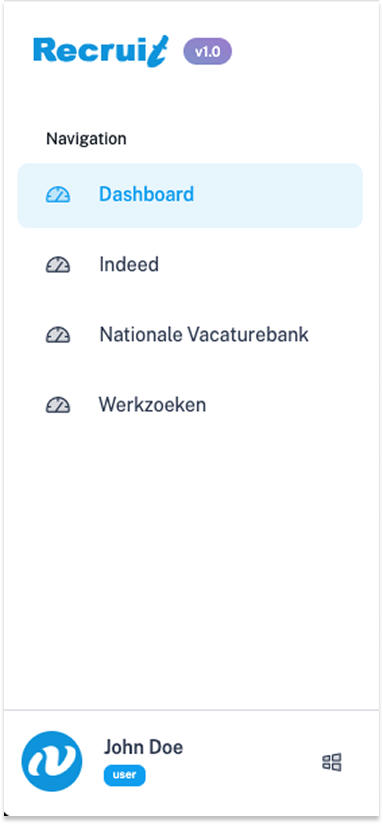 Recruit v1.0
Navigation
Dashboard
Indeed
Nationale Vacaturebank
Werkzoeken
John Doe
user